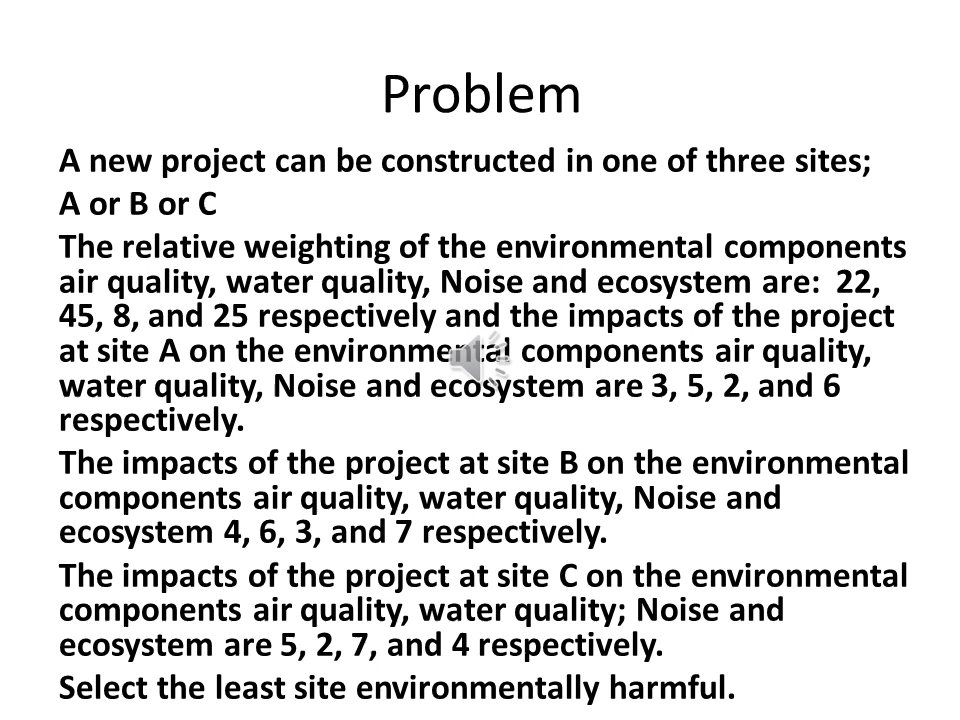 Problem
A new project can be constructed in one of three sites;
A or B or C
The relative weighting of the environmental components
air quality, water quality, Noise and ecosystem are:  22,
45, 8, and 25 respectively and the impacts of the project
at site A on the environmental components air quality,
water quality, Noise and ecosystem are 3, 5, 2, and 6
respectively.
The impacts of the project at site B on the environmental
components air quality, water quality, Noise and
ecosystem 4, 6, 3, and 7 respectively.
The impacts of the project at site C on the environmental
components air quality, water quality; Noise and
ecosystem are 5, 2, 7, and 4 respectively.
Select the least site environmentally harmful.